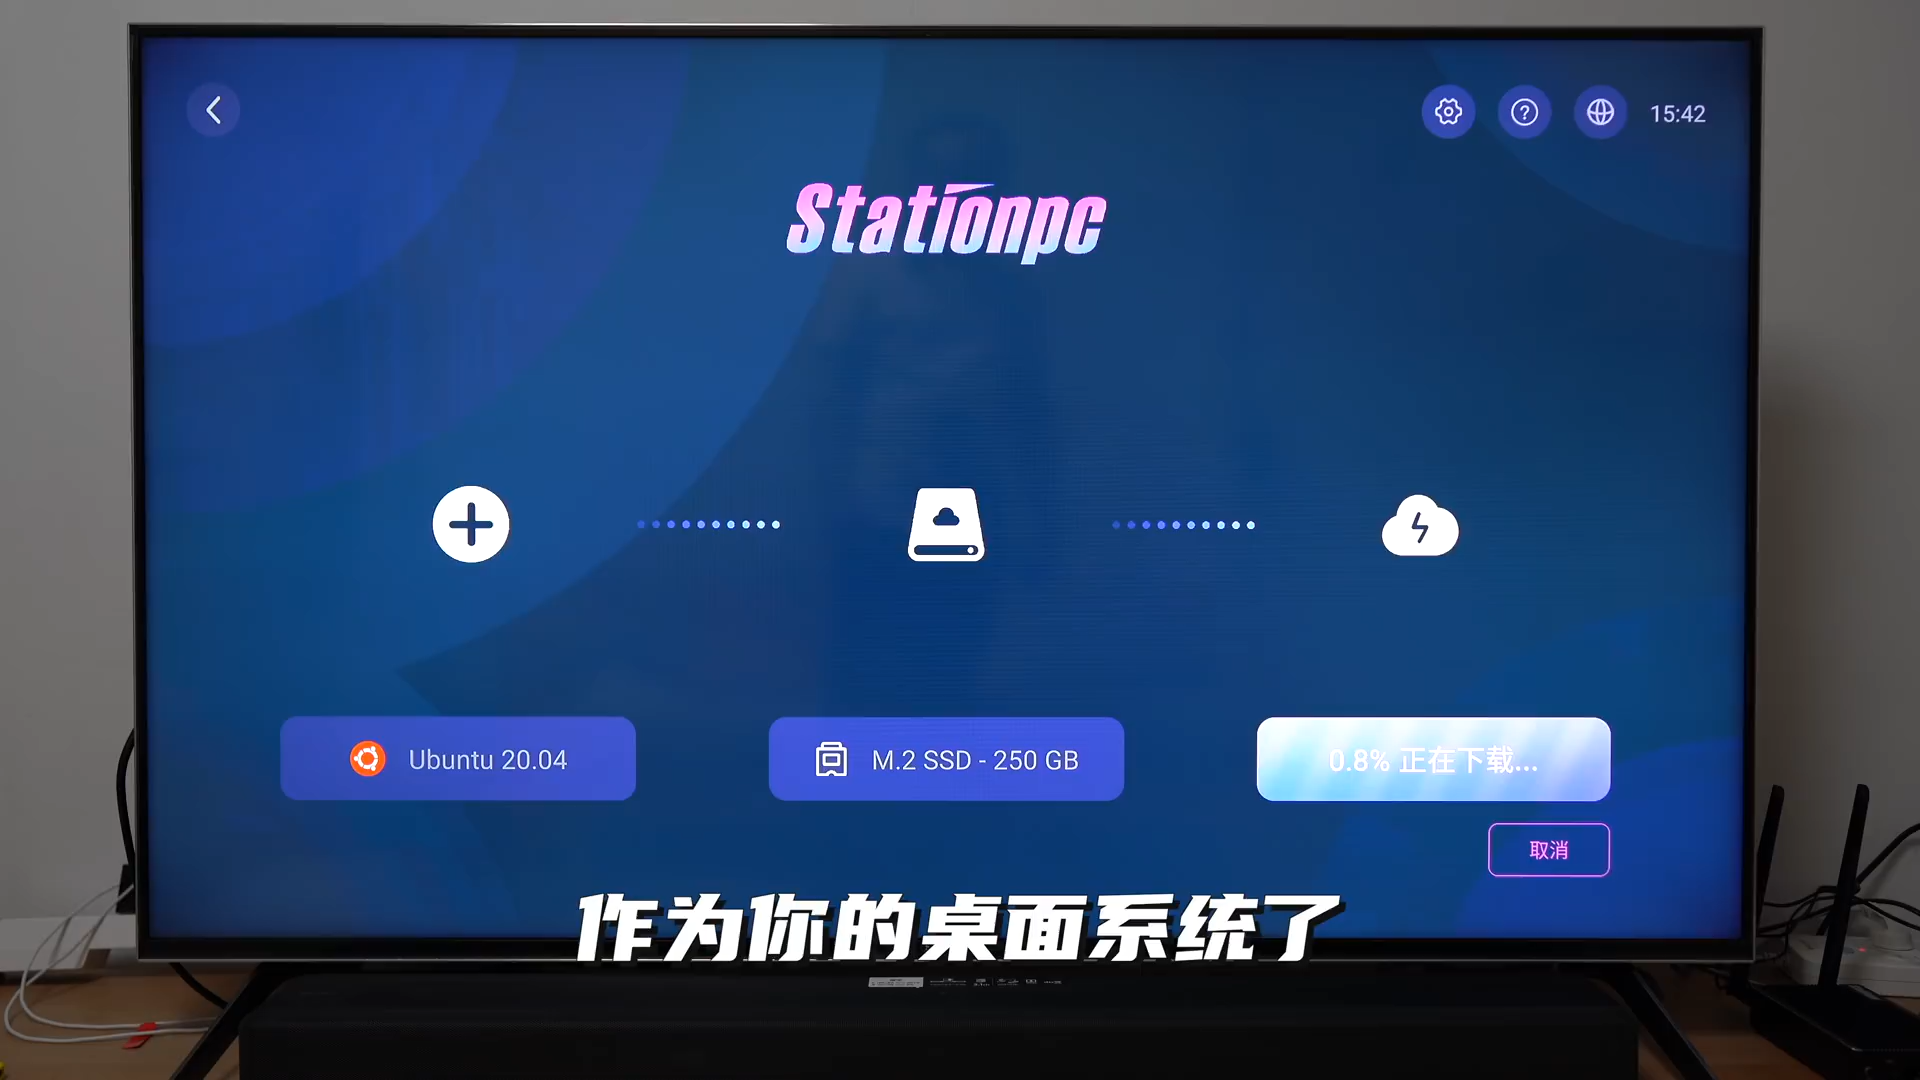 15:42
Stationpc
Ubuntu 20.04
M.2 SSD - 250 GB
0.8% 正在下载...
取消
作为你的桌面系统了